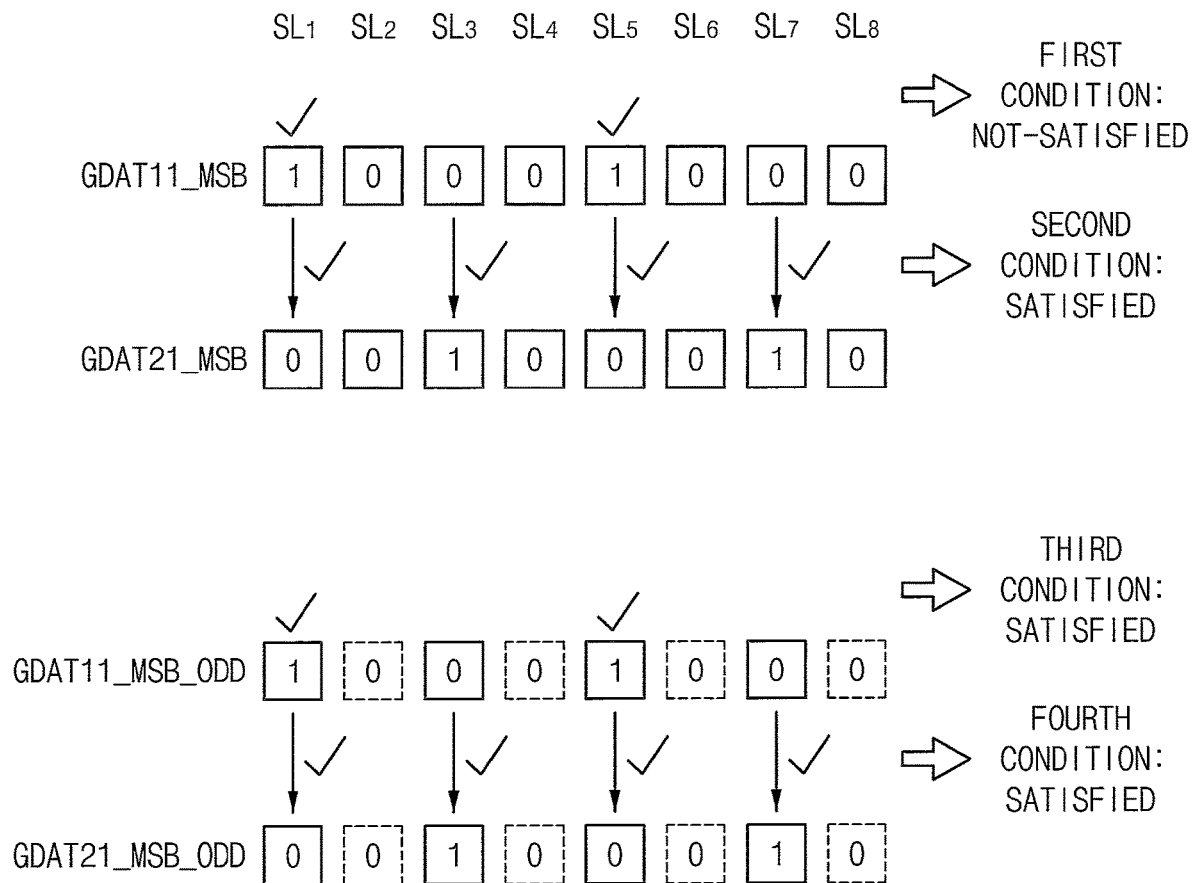 SL1 SL2 SL3 SL4 SL5 SL6 SL7 SL8
FIRST
CONDITION:
NOT-SATISFIED
GDAT11_MSB 1 0 0 0 1 0 0 0
SECOND
CONDITION:
SATISFIED
GDAT21_MSB 0 0 1 0 0 0 1 0
THIRD
CONDITION:
SATISFIED
GDAT11_MSB_ODD 1 0 0 0 1 0 0 0
FOURTH
CONDITION:
SATISFIED
GDAT21_MSB_ODD 0 0 1 0 0 0 1 0